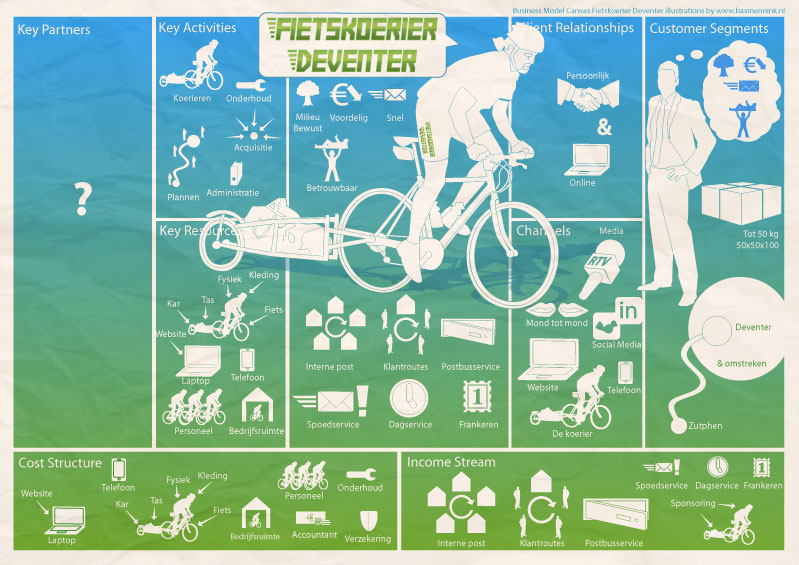 Business Model Canvas Fietskoerier Deventer illustrations by www.basmennink.nl
Key Partners
?
Key Activities
Koerieren
Onderhoud
Acquisitie
Plannen
Administratie
FIETSKOERIER
DEVENTER
Milieu
Bewust
Voordelig
Snel
Betrouwbaar
FIETSKOERIER
DEVENTER
Client Relationships
Persoonlijk
&
Online
Customer Segments
Tot 50 kg
50x50x100
Deventer
& omstreken
Zutphen
Key Resource
Fysiek
Kleding
Tas
Kar
Fiets
Website
Laptop
Telefoon
Personeel
Bedrijfsruimte
Interne post
Klantroutes
Postbusservice
Spoedservice
!
Dagservice
1
Frankeren
Channels
Media
RTV
Mond tot mond
in
Social Media
Website
Telefoon
De koerier
Cost Structure
Website
Laptop
Telefoon
Kar
Tas
Fysiek
Kleding
Fiets
Personeel
Onderhoud
Bedrijfsruimte
Accountant
Verzekering
Income Stream
Interne post
Klantroutes
Postbusservice
Spoedservice
!
Dagservice
1
Frankeren
Sponsoring